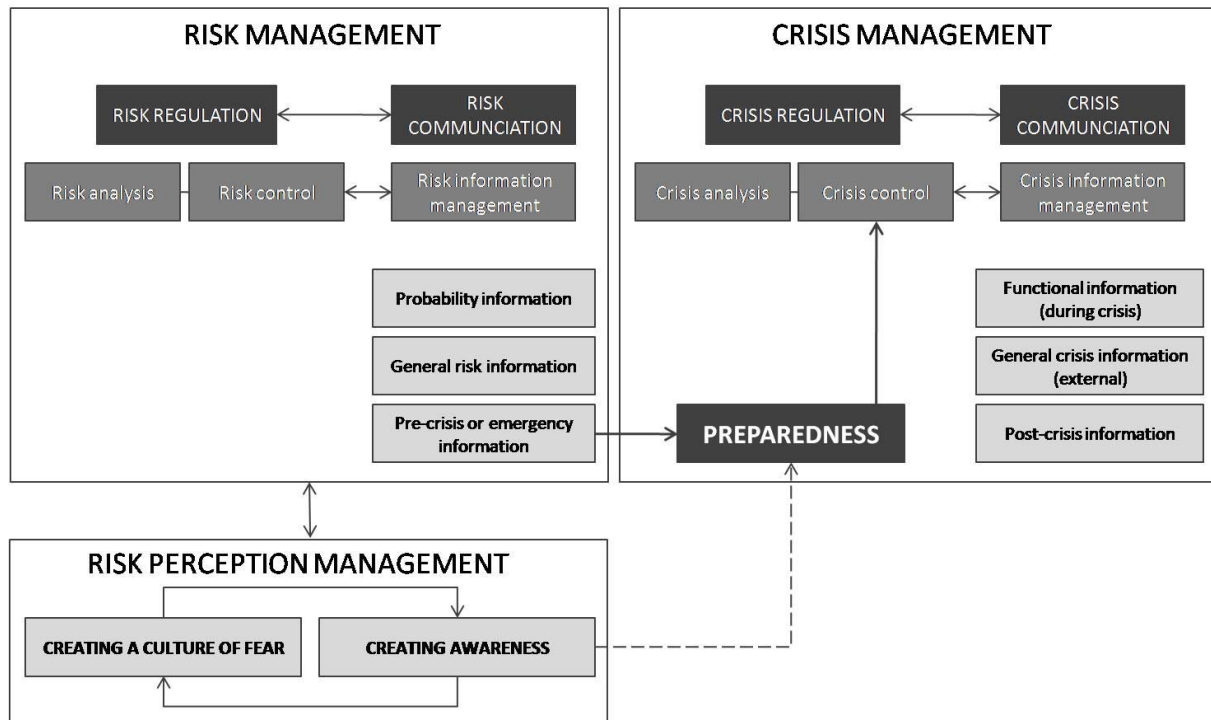 RISK MANAGEMENT
RISK REGULATION
RISK
COMMUNCIATION
Risk analysis
Risk control
Risk information
management
Probability information
General risk information
Pre-crisis or emergency
information
CRISIS MANAGEMENT
CRISIS REGULATION
CRISIS
COMMUNCIATION
Crisis analysis
Crisis control
Crisis information
management
Functional information
(during crisis)
General crisis information
(external)
PREPAREDNESS
Post-crisis information
RISK PERCEPTION MANAGEMENT
CREATING A CULTURE OF FEAR
CREATING AWARENESS